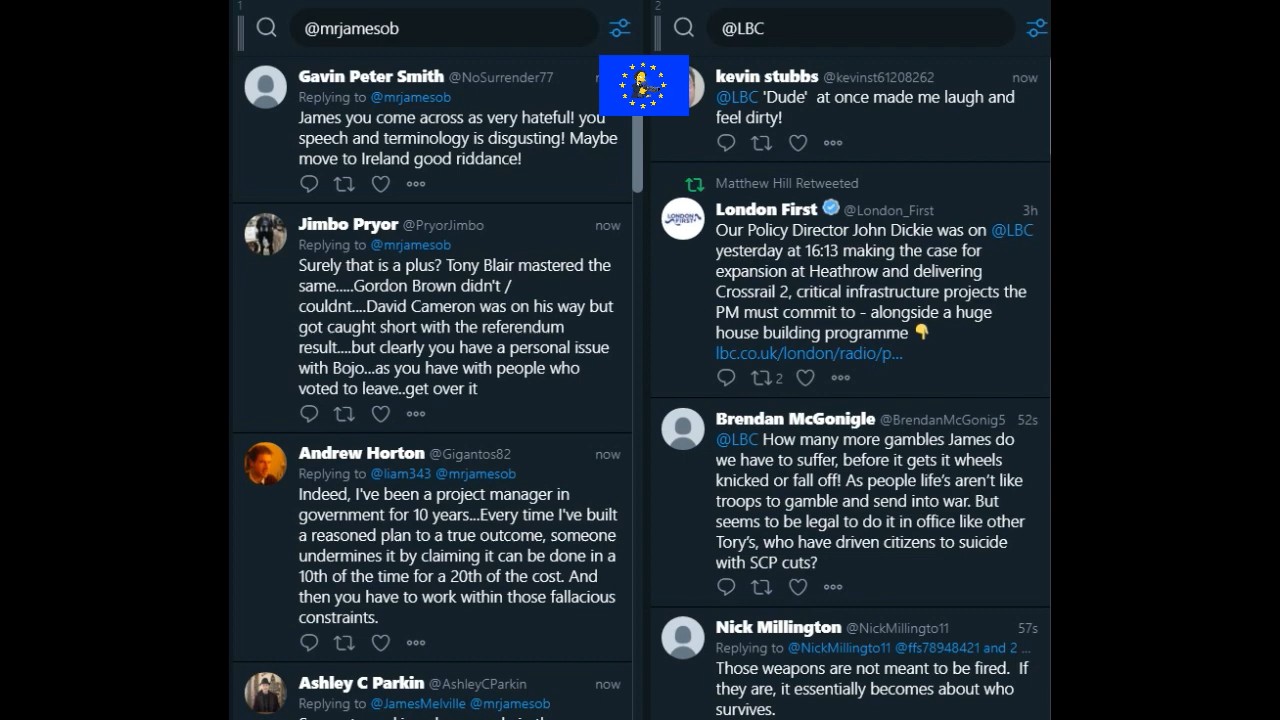 1
@mrjamesob
Gavin Peter Smith @NoSurrender77
Replying to @mrjamesob
James you come across as very hateful! you
speech and terminology is disgusting! Maybe
move to Ireland good riddance!
Jimbo Pryor @PryorJimbo now
Replying to @mrjamesob
Surely that is a plus? Tony Blair mastered the
same.....Gordon Brown didn't /
couldnt....David Cameron was on his way but
got caught short with the referendum
result....but clearly you have a personal issue
with Bojo...as you have with people who
voted to leave..get over it
Andrew Horton @Gigantos82 now
Replying to @liam343 @mrjamesob
Indeed, I've been a project manager in
government for 10 years...Every time I've built
a reasoned plan to a true outcome, someone
undermines it by claiming it can be done in a
10th of the time for a 20th of the cost. And
then you have to work within those fallacious
constraints.
Ashley C Parkin @AshleyCParkin now
Replying to @JamesMelville @mrjamesob
2
@LBC
kevin stubbs @kevinst61208262 now
@LBC 'Dude' at once made me laugh and
feel dirty!
Matthew Hill Retweeted
LONDON
FIRST
London First @London_First 3h
Our Policy Director John Dickie was on @LBC
yesterday at 16:13 making the case for
expansion at Heathrow and delivering
Crossrail 2, critical infrastructure projects the
PM must commit to - alongside a huge
house building programme 👇
lbc.co.uk/london/radio/p...
2
Brendan McGonigle @BrendanMcGonig5 52s
@LBC How many more gambles James do
we have to suffer, before it gets it wheels
knicked or fall off! As people life's aren't like
troops to gamble and send into war. But
seems to be legal to do it in office like other
Tory's, who have driven citizens to suicide
with SCP cuts?
Nick Millington @NickMillingto11 57s
Replying to @NickMillingto11 @ffs78948421 and 2 ...
Those weapons are not meant to be fired. If
they are, it essentially becomes about who
survives.